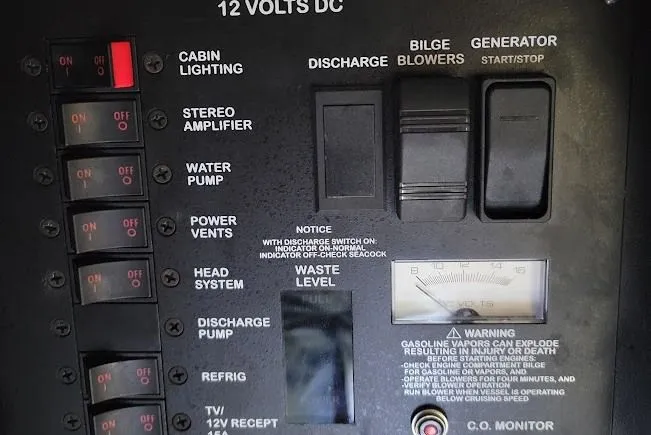 12 VOLTS DC
ON OFF
I O
CABIN
LIGHTING
ON OFF
I O
STEREO
AMPLIFIER
ON OFF
I O
WATER
PUMP
ON OFF
I O
POWER
VENTS
ON OFF
I O
HEAD
SYSTEM
DISCHARGE
PUMP
ON OFF
I O
REFRIG
ON OFF
I O
TV/
12V RECEPT
15A
DISCHARGE
BILGE
BLOWERS
GENERATOR
START/STOP
NOTICE
WITH DISCHARGE SWITCH ON:
INDICATOR ON-NORMAL
INDICATOR OFF-CHECK SEACOCK
WASTE
LEVEL
FULL
8 10 12 14 16
DC VOLTS
WARNING
GASOLINE VAPORS CAN EXPLODE
RESULTING IN INJURY OR DEATH
BEFORE STARTING ENGINES:
-CHECK ENGINE COMPARTMENT BILGE
FOR GASOLINE OR VAPORS, AND
-OPERATE BLOWERS FOR FOUR MINUTES, AND
-VERIFY BLOWER OPERATION
RUN BLOWER WHEN VESSEL IS OPERATING
BELOW CRUISING SPEED
C.O. MONITOR